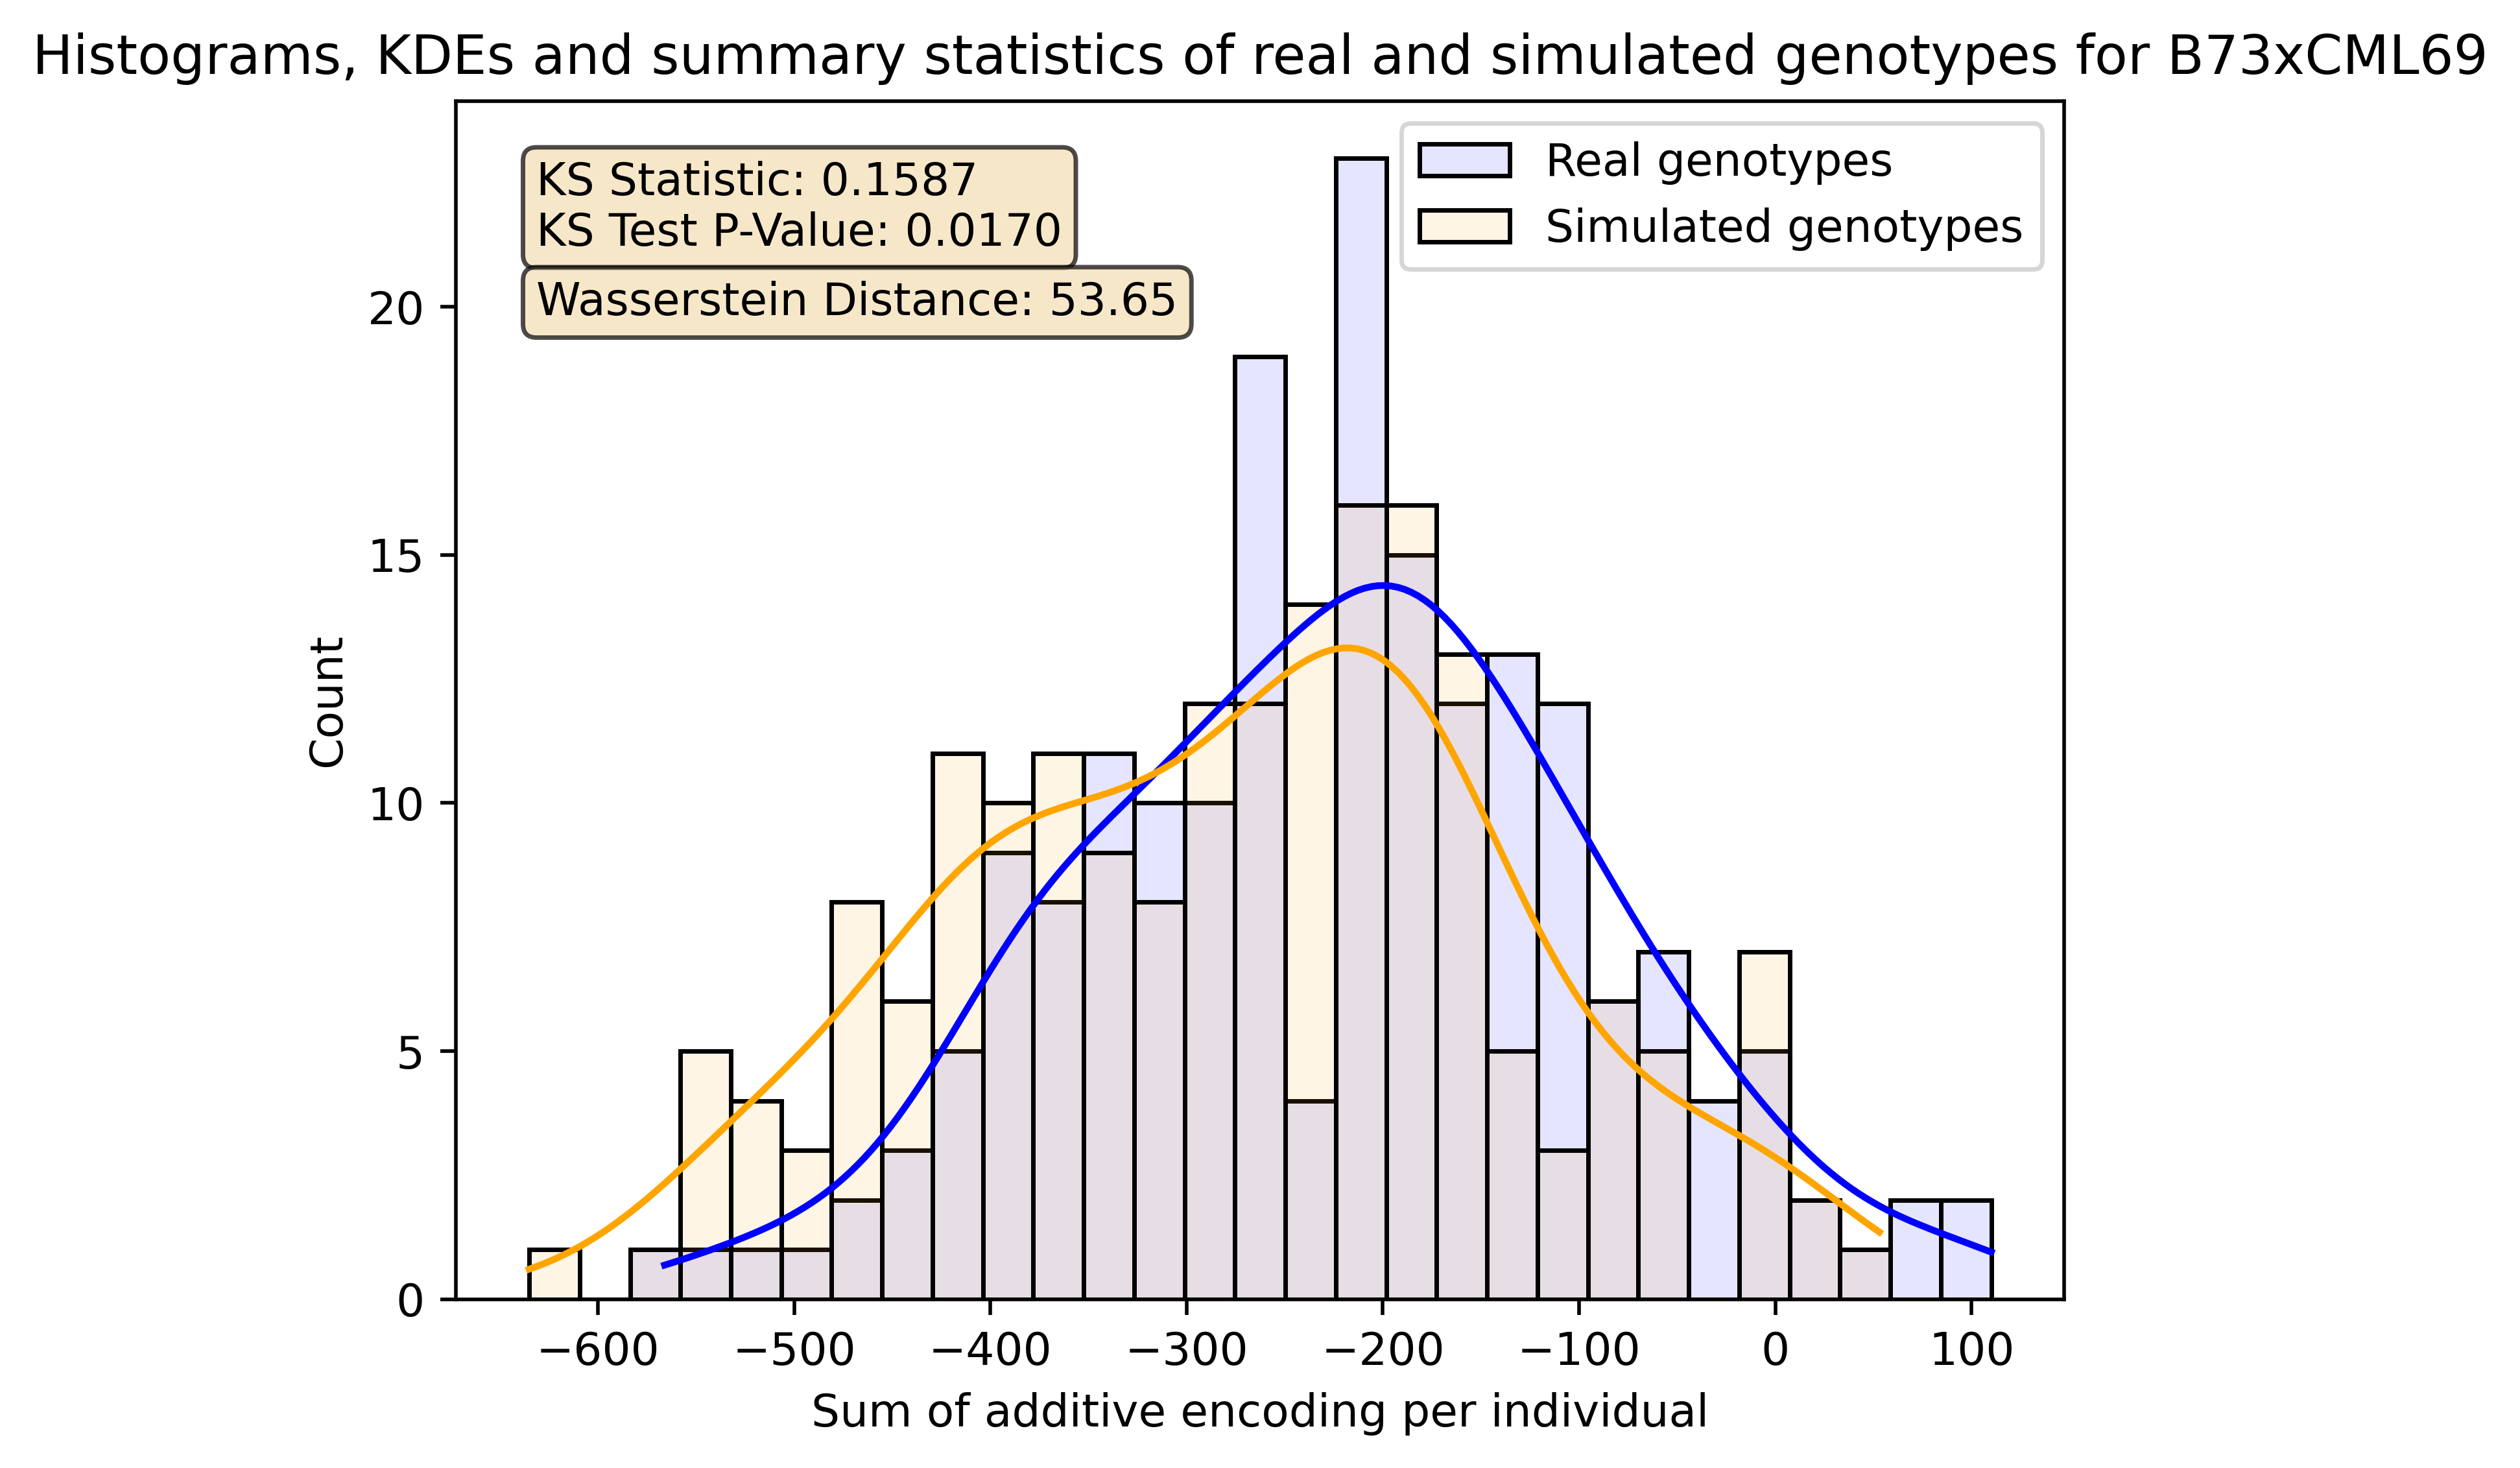 Histograms, KDEs and summary statistics of real and simulated genotypes for B73xCML69
KS Statistic: 0.1587
KS Test P-Value: 0.0170
Wasserstein Distance: 53.65
Real genotypes
Simulated genotypes
Count
20
15
10
5
0
−600 −500 −400 −300 −200 −100 0 100
Sum of additive encoding per individual